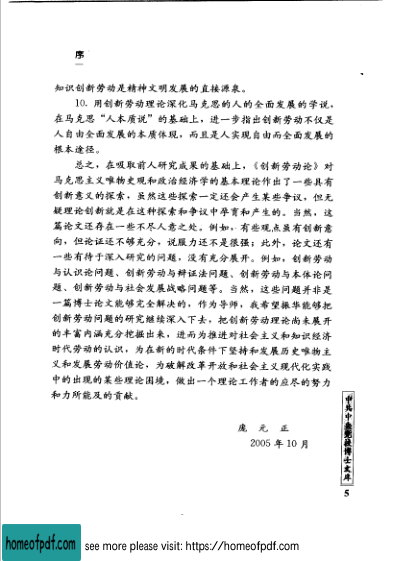 序
知识创新劳动是精神文明发展的直接源泉。
10. 用创新劳动理论深化马克思的人的全面发展的学说。
在马克思“人本质说”的基础上，进一步指出创新劳动不仅是
人自由全面发展的本质体现，而且是人实现自由而全面发展的
根本途径。
总之，在吸取前人研究成果的基础上，《创新劳动论》对
马克思主义唯物史观和政治经济学的基本理论作出了一些具有
创新意义的探索，虽然这些探索一定还会产生某些争议，但无
疑理论创新就是在这种探索和争议中孕育和产生的。当然，这
篇论文还存在一些不尽人意之处。例如，有些观点虽有创新意
向，但论证还不够充分，说服力还不是很强；此外，论文还有
一些有待于深入研究的问题，没有充分展开。例如，创新劳动
与认识论问题、创新劳动与辩证法问题、创新劳动与本体论问
题、创新劳动与社会发展战略问题等。当然，这些问题并非是
一篇博士论文能够完全解决的，作为导师，我希望振华能够把
创新劳动问题的研究继续深入下去，把创新劳动理论尚未展开
的丰富内涵充分挖掘出来，进而为推进对社会主义和知识经济
时代劳动的认识，为在新的时代条件下坚持和发展历史唯物主
义和发展劳动价值论，为破解改革开放和社会主义现代化实践
中的出现的某些理论困境，做出一个理论工作者的应尽的努力
和力所能及的贡献。
庞 元 正
2005 年 10 月
中共中央党校博士文库
5
homeofpdf.com
see more please visit: https://homeofpdf.com